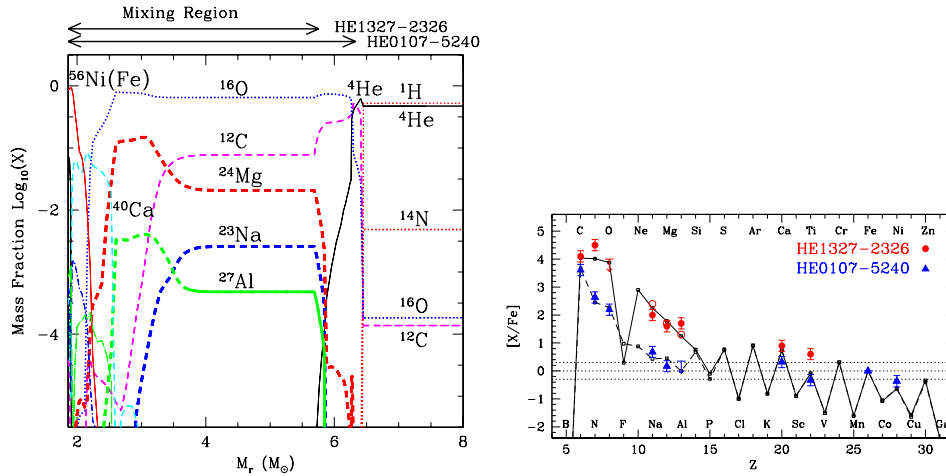 Mixing Region
HE1327-2326
HE0107-5240
⁵⁶Ni(Fe)
¹⁶O
⁴He
¹H
⁴He
¹²C
²⁴Mg
⁴⁰Ca
¹⁴N
²³Na
²⁷Al
¹⁶O
¹²C
0
-2
-4
Mass Fraction Log₁₀(X)
2 4 6 8
Mᵣ (M☉)
C O Ne Mg Si S Ar Ca Ti Cr Fe Ni Zn
HE1327-2326
HE0107-5240
5
4
3
2
1
0
-1
-2
[X/Fe]
B N F Na Al P Cl K Sc V Mn Co Cu Ga
5 10 15 20 25 30
Z